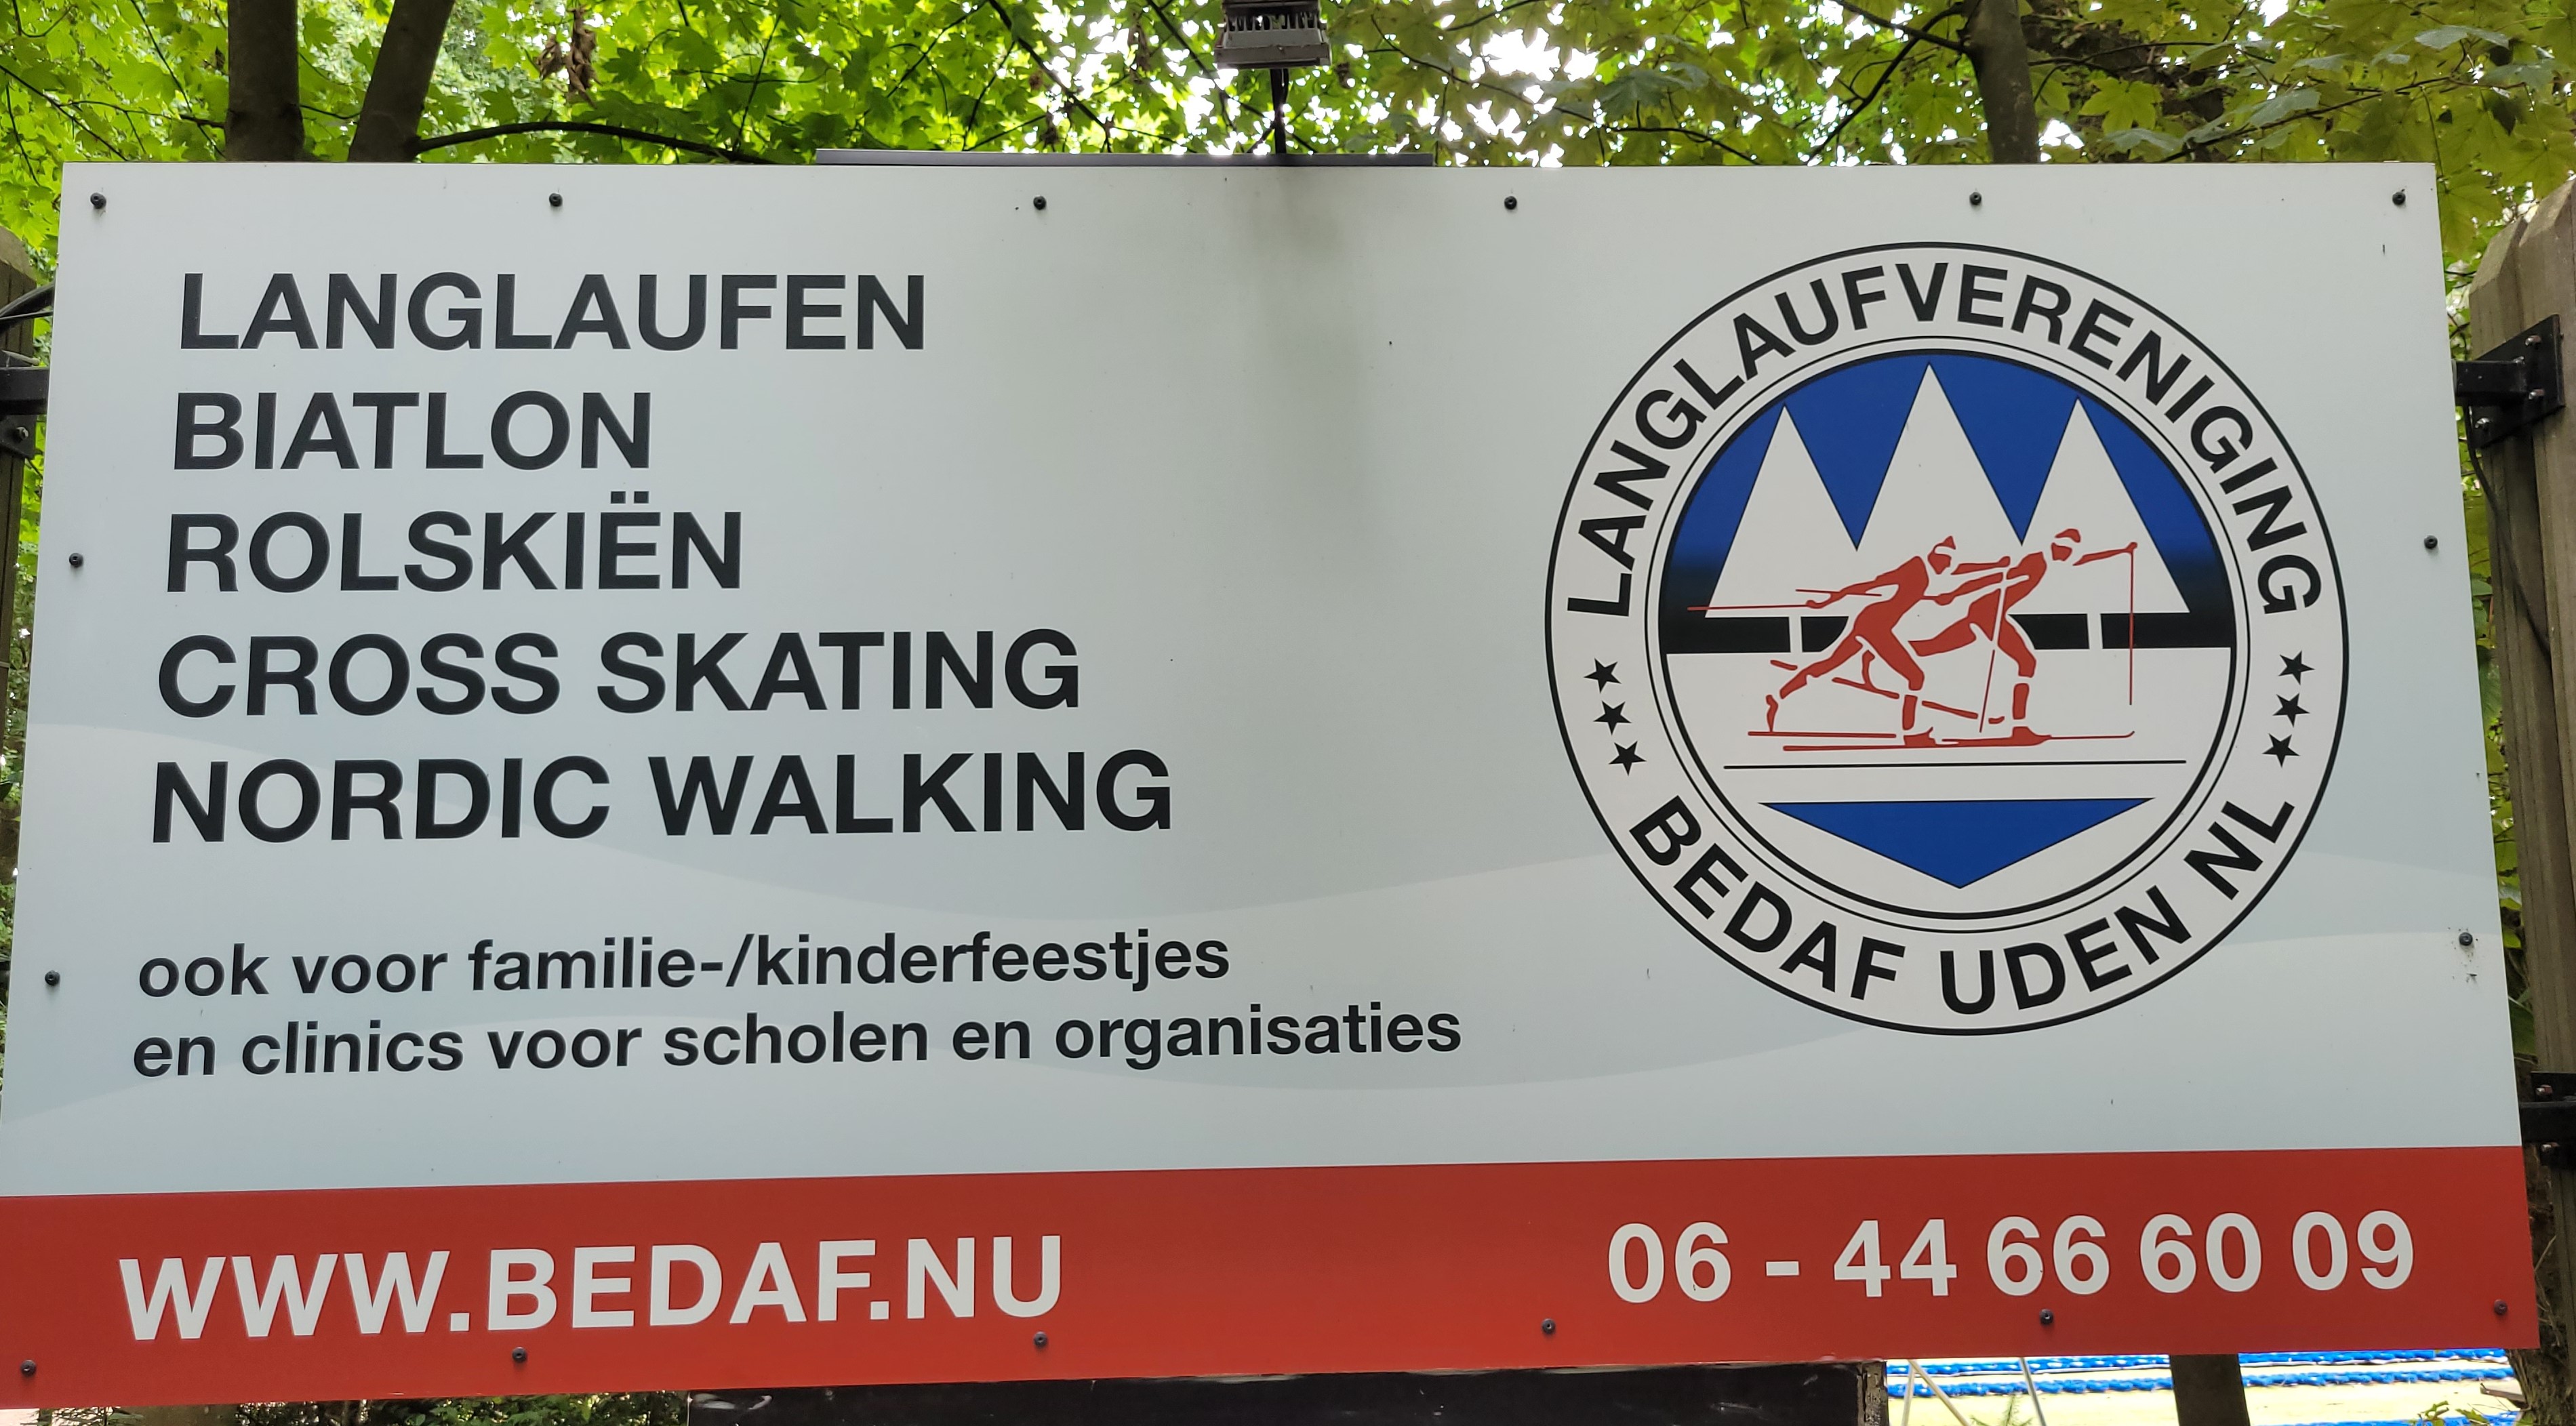 LANGLAUFEN
BIATLON
ROLSKIËN
CROSS SKATING
NORDIC WALKING
ook voor familie-/kinderfeestjes
en clinics voor scholen en organisaties
LANGLAUFVERENIGING
BEDAF UDEN NL
WWW.BEDAF.NU
06 - 44 66 60 09